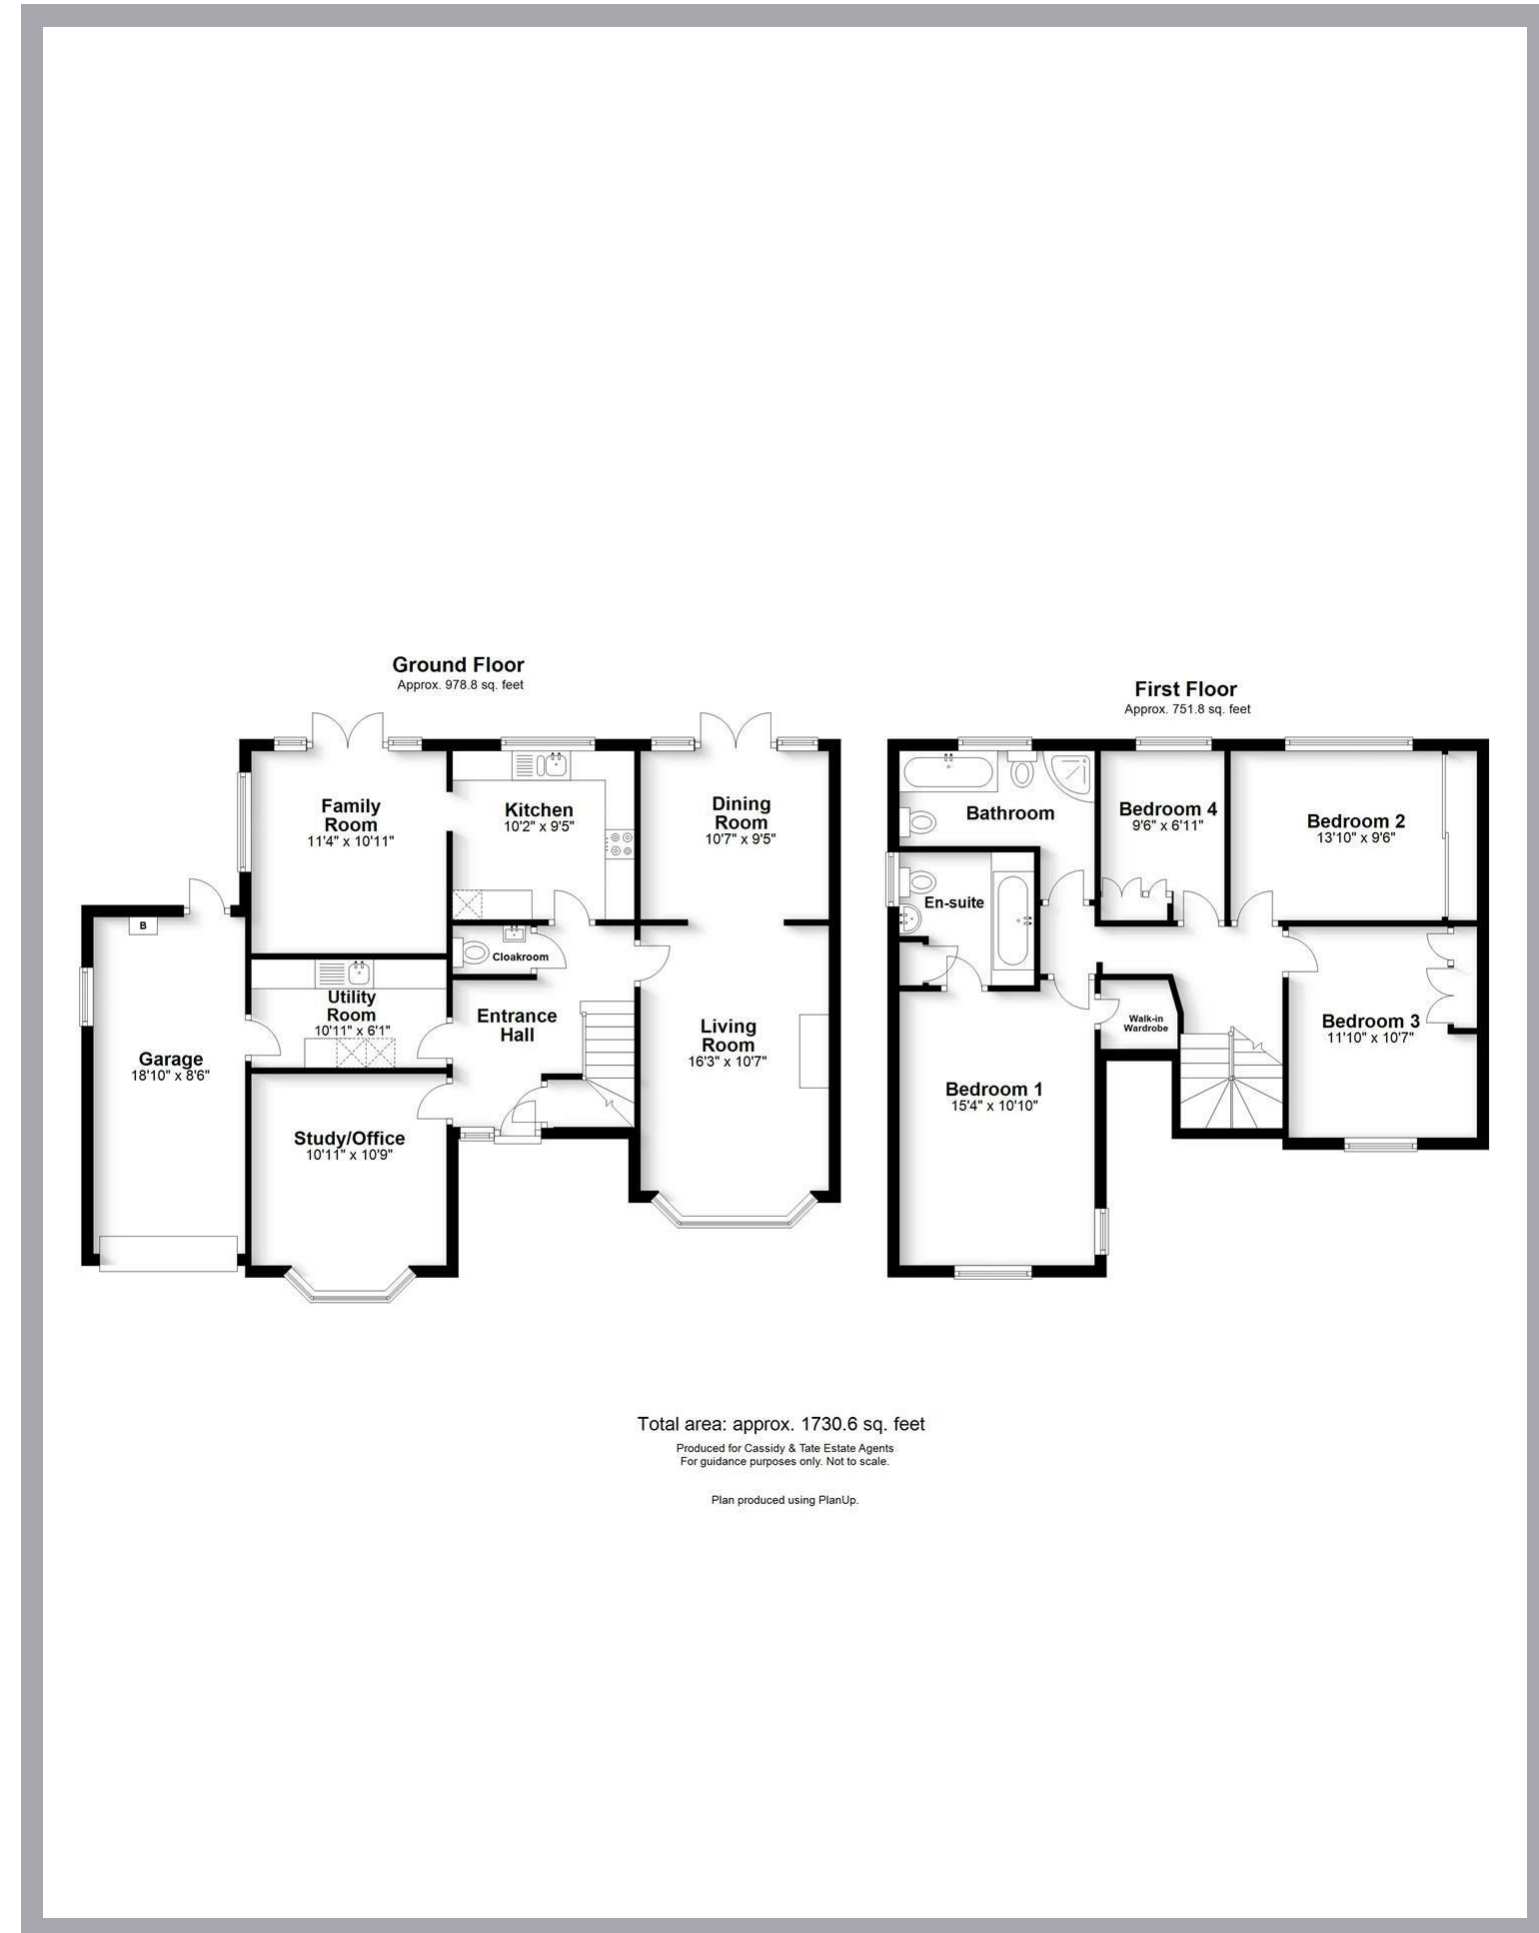 Ground Floor
Approx. 978.8 sq. feet
Family
Room
11'4" x 10'11"
Kitchen
10'2" x 9'5"
Dining
Room
10'7" x 9'5"
B
Cloakroom
Utility
Room
10'11" x 6'1"
Entrance
Hall
Living
Room
16'3" x 10'7"
Garage
18'10" x 8'6"
Study/Office
10'11" x 10'9"
First Floor
Approx. 751.8 sq. feet
Bathroom
Bedroom 4
9'6" x 6'11"
Bedroom 2
13'10" x 9'6"
En-suite
Walk-in
Wardrobe
Bedroom 3
11'10" x 10'7"
Bedroom 1
15'4" x 10'10"
Total area: approx. 1730.6 sq. feet
Produced for Cassidy & Tate Estate Agents
For guidance purposes only. Not to scale.
Plan produced using PlanUp.